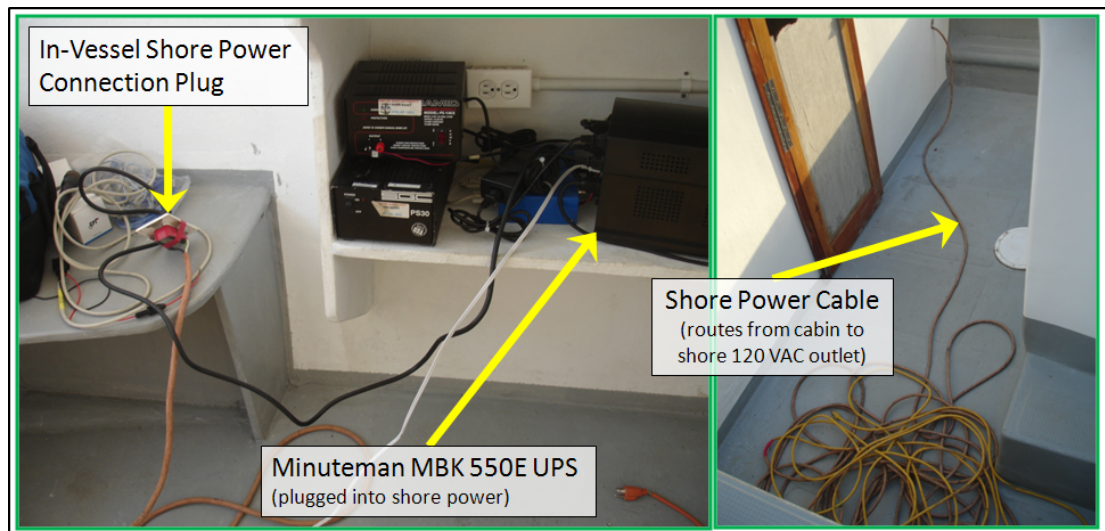 In-Vessel Shore Power
Connection Plug
PS30
Shore Power Cable
(routes from cabin to
shore 120 VAC outlet)
Minuteman MBK 550E UPS
(plugged into shore power)